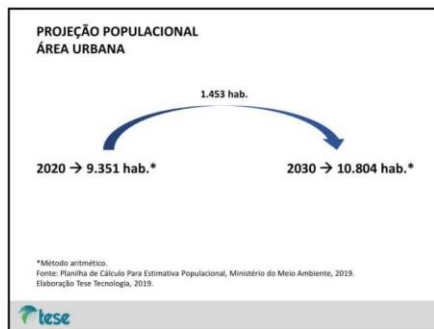 PROJEÇÃO POPULACIONAL
ÁREA URBANA
1.453 hab.
2020 → 9.351 hab.*
2030 → 10.804 hab.*
*Método aritmético.
Fonte: Planilha de Cálculo Para Estimativa Populacional, Ministério do Meio Ambiente, 2019.
Elaboração Tese Tecnologia, 2019.
tese